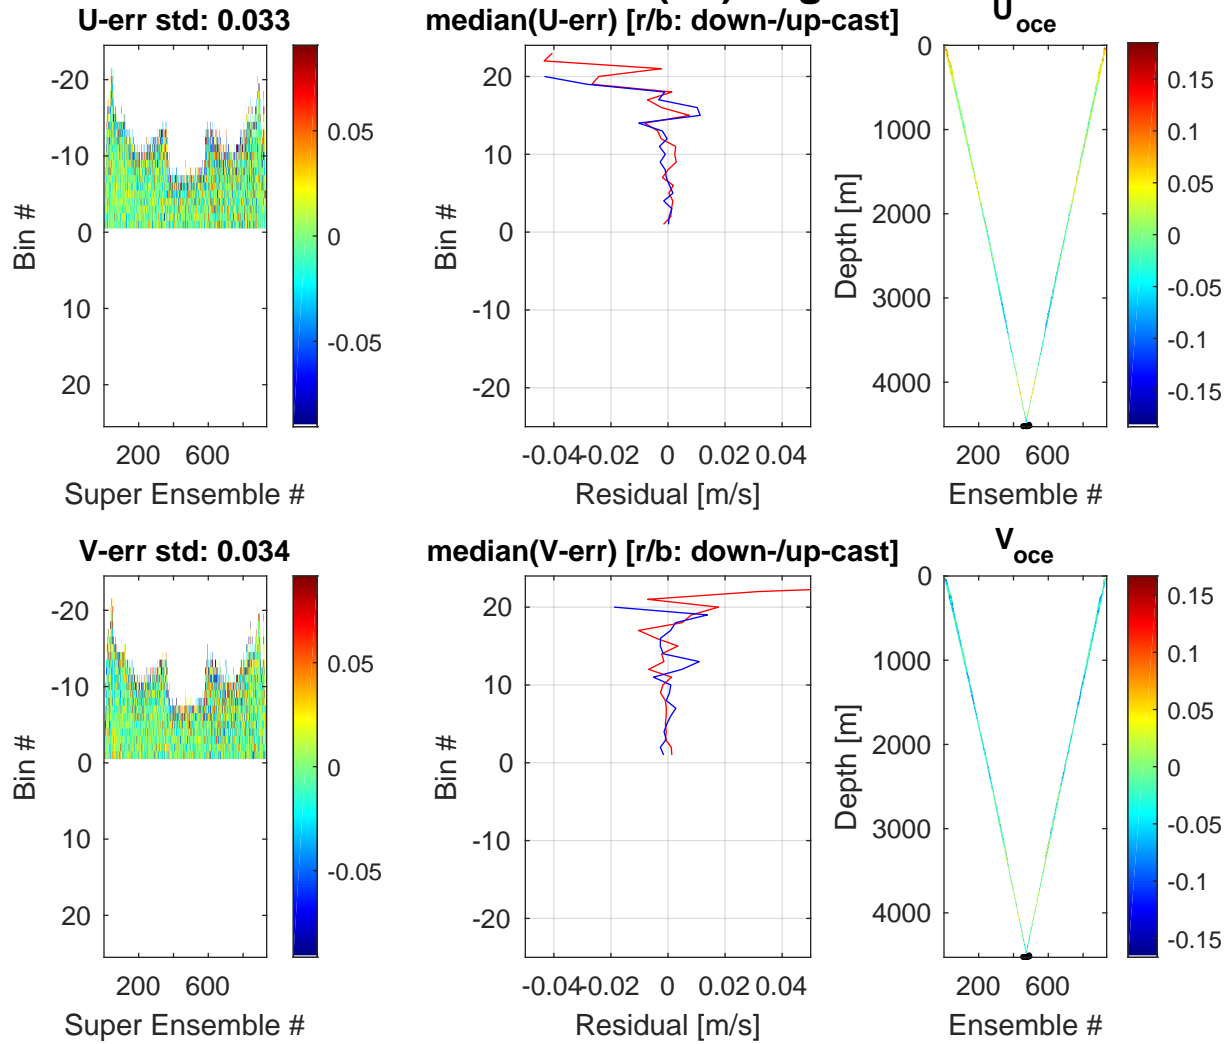 U-err std: 0.033
-20
-10
0
10
20
Bin #
200 600
Super Ensemble #
0.05
0
-0.05
median(U-err) [r/b: down-/up-cast]
20
10
0
-10
-20
Bin #
-0.04 -0.02 0 0.02 0.04
Residual [m/s]
U_oce
0
1000
2000
3000
4000
Depth [m]
200 600
Ensemble #
0.15
0.1
0.05
0
-0.05
-0.1
-0.15
V-err std: 0.034
-20
-10
0
10
20
Bin #
200 600
Super Ensemble #
0.05
0
-0.05
median(V-err) [r/b: down-/up-cast]
20
10
0
-10
-20
Bin #
-0.04 -0.02 0 0.02 0.04
Residual [m/s]
V_oce
0
1000
2000
3000
4000
Depth [m]
200 600
Ensemble #
0.15
0.1
0.05
0
-0.05
-0.1
-0.15